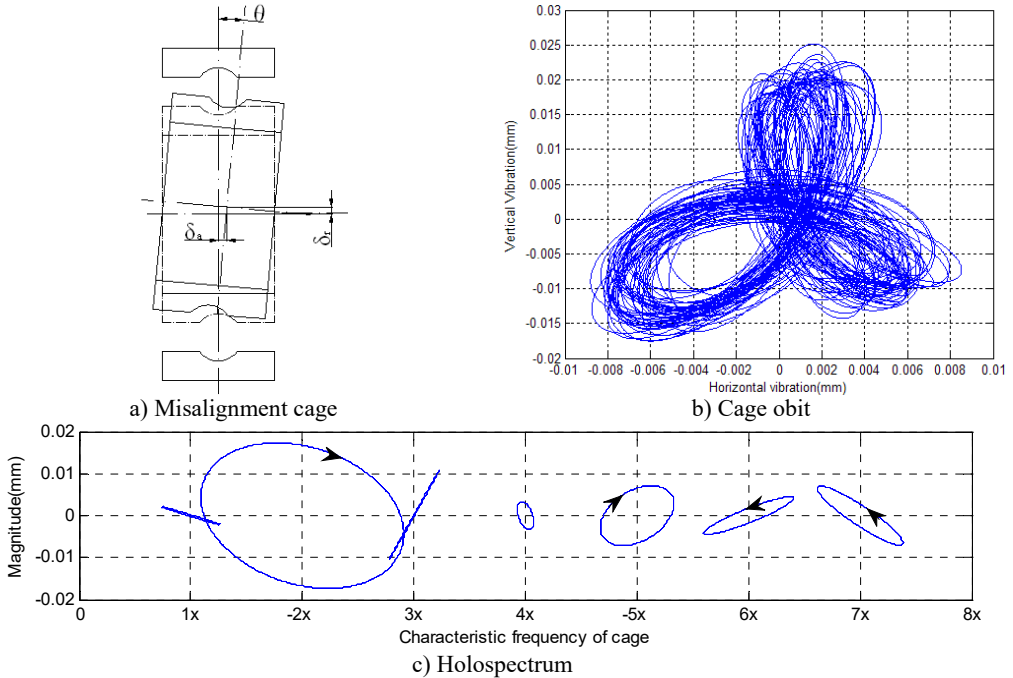 θ
δa
δr
a) Misalignment cage
0.03
0.025
0.02
0.015
0.01
0.005
0
-0.005
-0.01
-0.015
-0.02
Vertical Vibration(mm)
-0.01 -0.008 -0.006 -0.004 -0.002 0 0.002 0.004 0.006 0.008 0.01
Horizontal vibration(mm)
b) Cage obit
0.02
0.01
0
-0.01
-0.02
Magnitude(mm)
0 1x -2x 3x 4x -5x 6x 7x 8x
Characteristic frequency of cage
c) Holospectrum